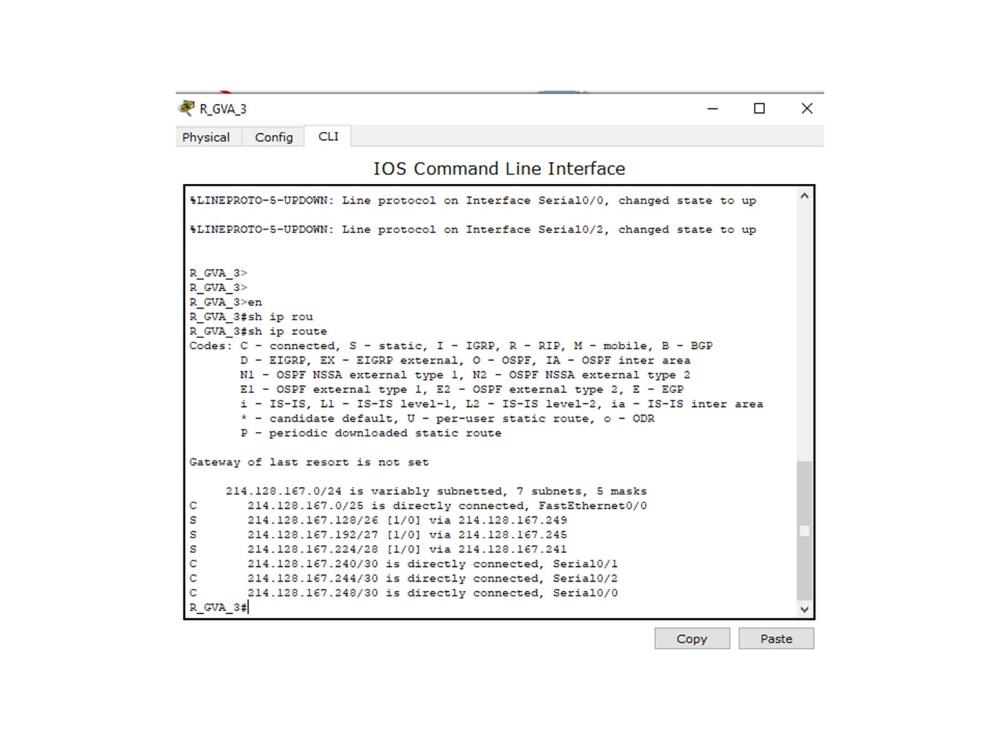 R_GVA_3
Physical Config CLI
IOS Command Line Interface
%LINEPROTO-5-UPDOWN: Line protocol on Interface Serial0/0, changed state to up
%LINEPROTO-5-UPDOWN: Line protocol on Interface Serial0/2, changed state to up
R_GVA_3>
R_GVA_3>
R_GVA_3>en
R_GVA_3#sh ip rou
R_GVA_3#sh ip route
Codes: C - connected, S - static, I - IGRP, R - RIP, M - mobile, B - BGP
D - EIGRP, EX - EIGRP external, O - OSPF, IA - OSPF inter area
N1 - OSPF NSSA external type 1, N2 - OSPF NSSA external type 2
E1 - OSPF external type 1, E2 - OSPF external type 2, E - EGP
i - IS-IS, L1 - IS-IS level-1, L2 - IS-IS level-2, ia - IS-IS inter area
* - candidate default, U - per-user static route, o - ODR
P - periodic downloaded static route
Gateway of last resort is not set
214.128.167.0/24 is variably subnetted, 7 subnets, 5 masks
C 214.128.167.0/25 is directly connected, FastEthernet0/0
S 214.128.167.128/26 [1/0] via 214.128.167.249
S 214.128.167.192/27 [1/0] via 214.128.167.245
S 214.128.167.224/28 [1/0] via 214.128.167.241
C 214.128.167.240/30 is directly connected, Serial0/1
C 214.128.167.244/30 is directly connected, Serial0/2
C 214.128.167.248/30 is directly connected, Serial0/0
R_GVA_3#
Copy Paste